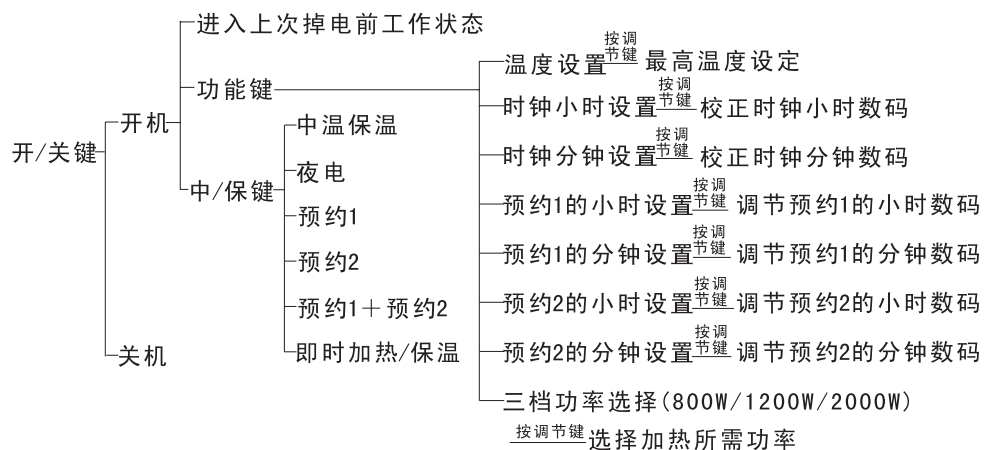 开/关键
开机
进入上次掉电前工作状态
功能键
温度设置 按调节键 最高温度设定
时钟小时设置 按调节键 校正时钟小时数码
时钟分钟设置 按调节键 校正时钟分钟数码
预约1的小时设置 按调节键 调节预约1的小时数码
预约1的分钟设置 按调节键 调节预约1的分钟数码
预约2的小时设置 按调节键 调节预约2的小时数码
预约2的分钟设置 按调节键 调节预约2的分钟数码
三档功率选择(800W/1200W/2000W)
按调节键 选择加热所需功率
中/保键
中温保温
夜电
预约1
预约2
预约1+预约2
即时加热/保温
关机